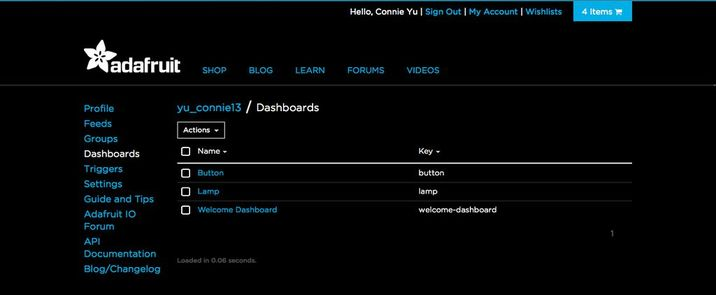 Hello, Connie Yu | Sign Out | My Account | Wishlists 4 Items
adafruit
SHOP BLOG LEARN FORUMS VIDEOS
Profile
Feeds
Groups
Dashboards
Triggers
Settings
Guide and Tips
Adafruit IO
Forum
API
Documentation
Blog/Changelog
yu_connie13 / Dashboards
Actions
Name Key
Button button
Lamp lamp
Welcome Dashboard welcome-dashboard
1
Loaded in 0.06 seconds.